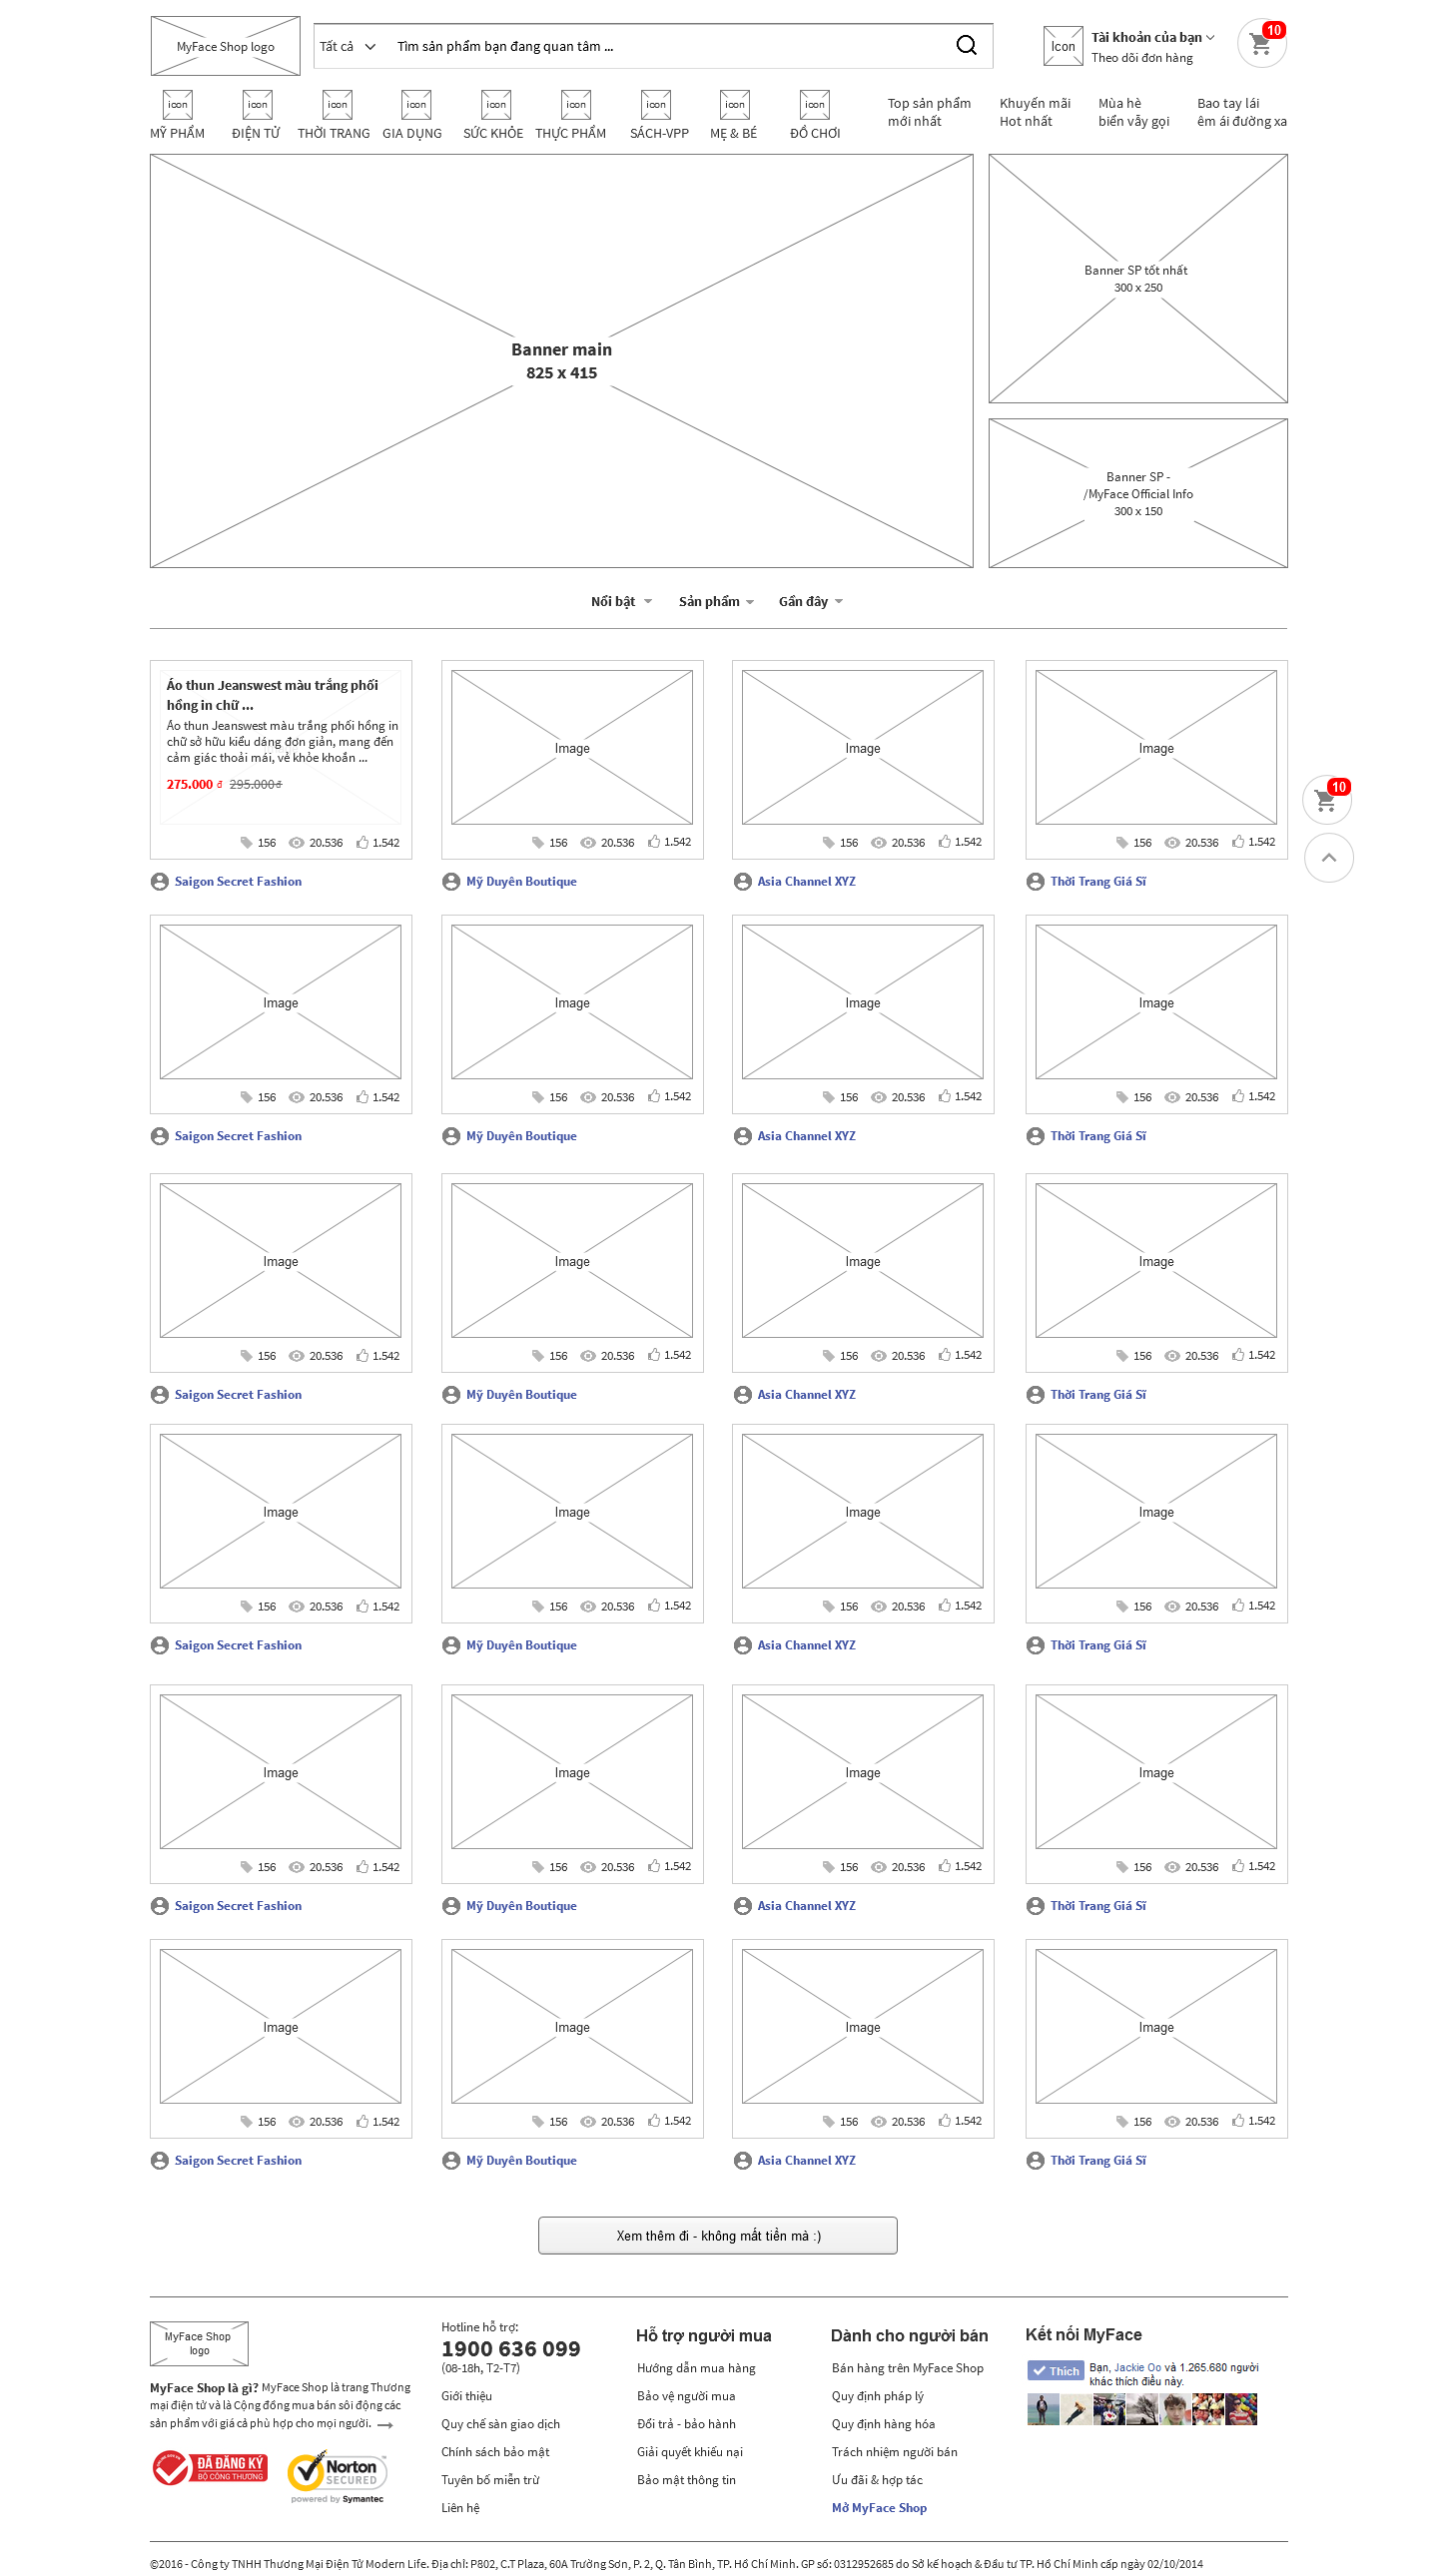 MyFace Shop logo
Tất cả
Tìm sản phẩm bạn đang quan tâm ...
Icon
Tài khoản của bạn
Theo dõi đơn hàng
10
icon icon icon icon icon icon icon icon icon
MỸ PHẨM ĐIỆN TỬ THỜI TRANG GIA DỤNG SỨC KHỎE THỰC PHẨM SÁCH-VPP MẸ & BÉ ĐỒ CHƠI
Top sản phẩm
mới nhất
Khuyến mãi
Hot nhất
Mùa hè
biển vẫy gọi
Bao tay lái
êm ái đường xa
Banner main
825 x 415
Banner SP tốt nhất
300 x 250
Banner SP -
/MyFace Official Info
300 x 150
Nổi bật Sản phẩm Gần đây
Áo thun Jeanswest màu trắng phối
hồng in chữ ...
Áo thun Jeanswest màu trắng phối hồng in
chữ sở hữu kiểu dáng đơn giản, mang đến
cảm giác thoải mái, vẻ khỏe khoắn ...
275.000 đ 295.000đ
Image Image Image
156 20.536 1.542 156 20.536 1.542 156 20.536 1.542 156 20.536 1.542
10
Saigon Secret Fashion Mỹ Duyên Boutique Asia Channel XYZ Thời Trang Giá Sĩ
Image Image Image Image
156 20.536 1.542 156 20.536 1.542 156 20.536 1.542 156 20.536 1.542
Saigon Secret Fashion Mỹ Duyên Boutique Asia Channel XYZ Thời Trang Giá Sĩ
Image Image Image Image
156 20.536 1.542 156 20.536 1.542 156 20.536 1.542 156 20.536 1.542
Saigon Secret Fashion Mỹ Duyên Boutique Asia Channel XYZ Thời Trang Giá Sĩ
Image Image Image Image
156 20.536 1.542 156 20.536 1.542 156 20.536 1.542 156 20.536 1.542
Saigon Secret Fashion Mỹ Duyên Boutique Asia Channel XYZ Thời Trang Giá Sĩ
Image Image Image Image
156 20.536 1.542 156 20.536 1.542 156 20.536 1.542 156 20.536 1.542
Saigon Secret Fashion Mỹ Duyên Boutique Asia Channel XYZ Thời Trang Giá Sĩ
Image Image Image Image
156 20.536 1.542 156 20.536 1.542 156 20.536 1.542 156 20.536 1.542
Saigon Secret Fashion Mỹ Duyên Boutique Asia Channel XYZ Thời Trang Giá Sĩ
Xem thêm đi - không mất tiền mà :)
MyFace Shop
logo
MyFace Shop là gì? MyFace Shop là trang Thương
mại điện tử và là Cộng đồng mua bán sôi động các
sản phẩm với giá cả phù hợp cho mọi người.
ĐÃ ĐĂNG KÝ
BỘ CÔNG THƯƠNG
Norton
SECURED
powered by Symantec
Hotline hỗ trợ:
1900 636 099
(08-18h, T2-T7)
Giới thiệu
Quy chế sàn giao dịch
Chính sách bảo mật
Tuyên bố miễn trừ
Liên hệ
Hỗ trợ người mua
Hướng dẫn mua hàng
Bảo vệ người mua
Đổi trả - bảo hành
Giải quyết khiếu nại
Bảo mật thông tin
Dành cho người bán
Bán hàng trên MyFace Shop
Quy định pháp lý
Quy định hàng hóa
Trách nhiệm người bán
Ưu đãi & hợp tác
Mở MyFace Shop
Kết nối MyFace
Thích
Bạn, Jackie Oo và 1.265.680 người
khác thích điều này.
©2016 - Công ty TNHH Thương Mại Điện Tử Modern Life. Địa chỉ: P802, C.T Plaza, 60A Trường Sơn, P. 2, Q. Tân Bình, TP. Hồ Chí Minh. GP số: 0312952685 do Sở kế hoạch & Đầu tư TP. Hồ Chí Minh cấp ngày 02/10/2014